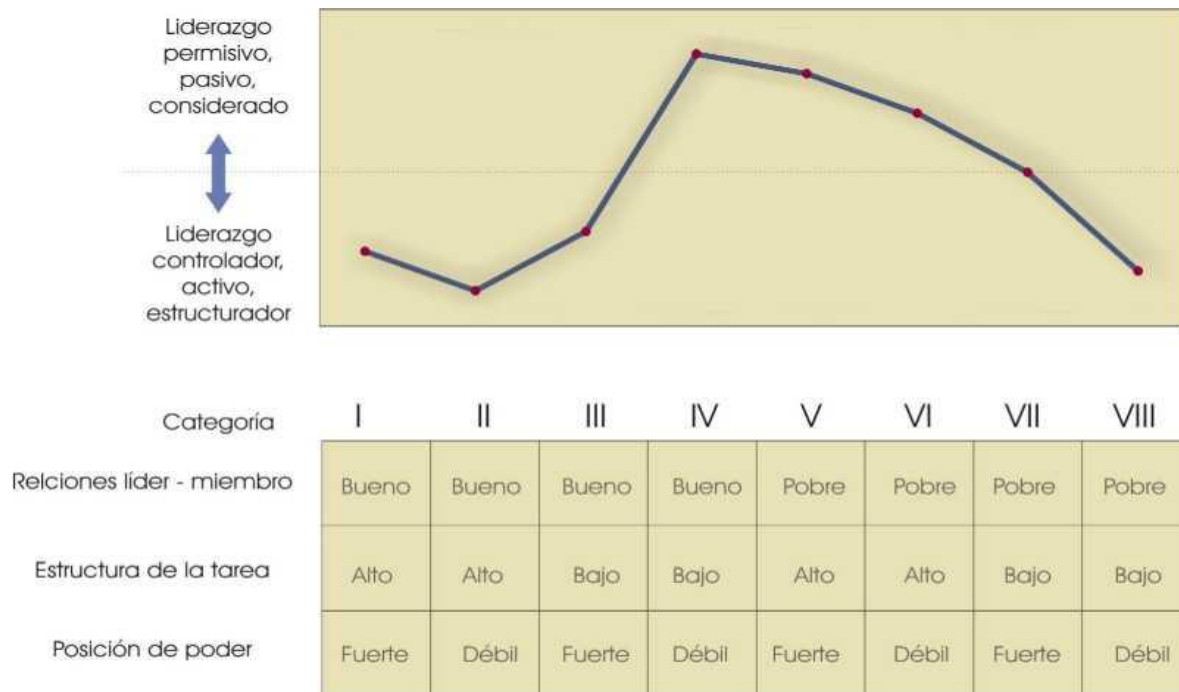 Liderazgo
permisivo,
pasivo,
considerado
Liderazgo
controlador,
activo,
estructurador
Categoría I II III IV V VI VII VIII
Relciones líder - miembro Bueno Bueno Bueno Bueno Pobre Pobre Pobre Pobre
Estructura de la tarea Alto Alto Bajo Bajo Alto Alto Bajo Bajo
Posición de poder Fuerte Débil Fuerte Débil Fuerte Débil Fuerte Débil